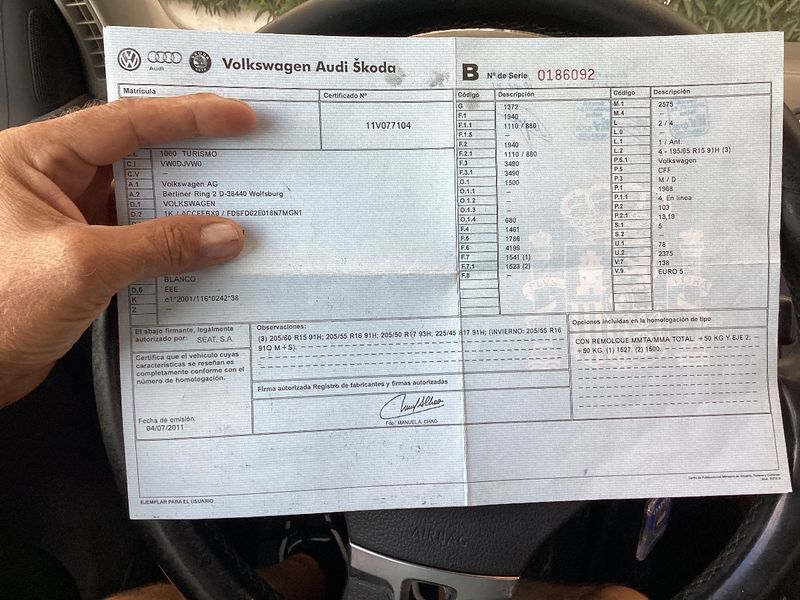 Audi
Volkswagen Audi Škoda
B Nº de Serie 0186092
Matrícula
Certificado Nº
11V077104
1000 TURISMO
C.I VW0DJVW0
C.V –
A.1 Volkswagen AG
A.2 Berliner Ring 2 D-38440 Wolfsburg
D.1 VOLKSWAGEN
D.2 1K / ACCFFBX0 / FD6FD62E018N7MGN1
BLANCO
D.6 EEE
K e1*2001/116*0242*38
Z –
Código Descripción
G 1372
F.1 1940
F.1.1 1110 / 880
F.1.5 –
F.2 1940
F.2.1 1110 / 880
F.3 3490
F.3.1 3490
O.1 1500
O.1.1 –
O.1.2 –
O.1.3 –
O.1.4 680
F.4 1461
F.5 1786
F.6 4199
F.7 1541 (1)
F.7.1 1523 (2)
F.8 –
Código Descripción
M.1 2575
M.4 –
L 2 / 4
L.0 –
L.1 1 / Ant.
L.2 4 - 195/65 R15 91H (3)
P.5.1 Volkswagen
P.5 CFF
P.3 M / D
P.1 1968
P.1.1 4, En línea
P.2 103
P.2.1 13,19
S.1 5
S.2 –
U.1 78
U.2 2375
V.7 138
V.9 EURO 5
El abajo firmante, legalmente
autorizado por: SEAT, S.A.
Certifica que el vehículo cuyas
características se reseñan es
completamente conforme con el
número de homologación.
Fecha de emisión:
04/07/2011
Observaciones:
(3) 205/60 R15 91H; 205/55 R16 91H; 205/50 R17 93H; 225/45 R17 91H; (INVIERNO: 205/55 R16
91Q M + S).
Firma autorizada Registro de fabricantes y firmas autorizadas
Fdo: MANUELA CHAO
Opciones incluidas en la homologación de tipo
CON REMOLQUE MMTA/MMA TOTAL: +50 KG Y EJE 2:
+50 KG. (1) 1527, (2) 1500.
EJEMPLAR PARA EL USUARIO
AIRBAG